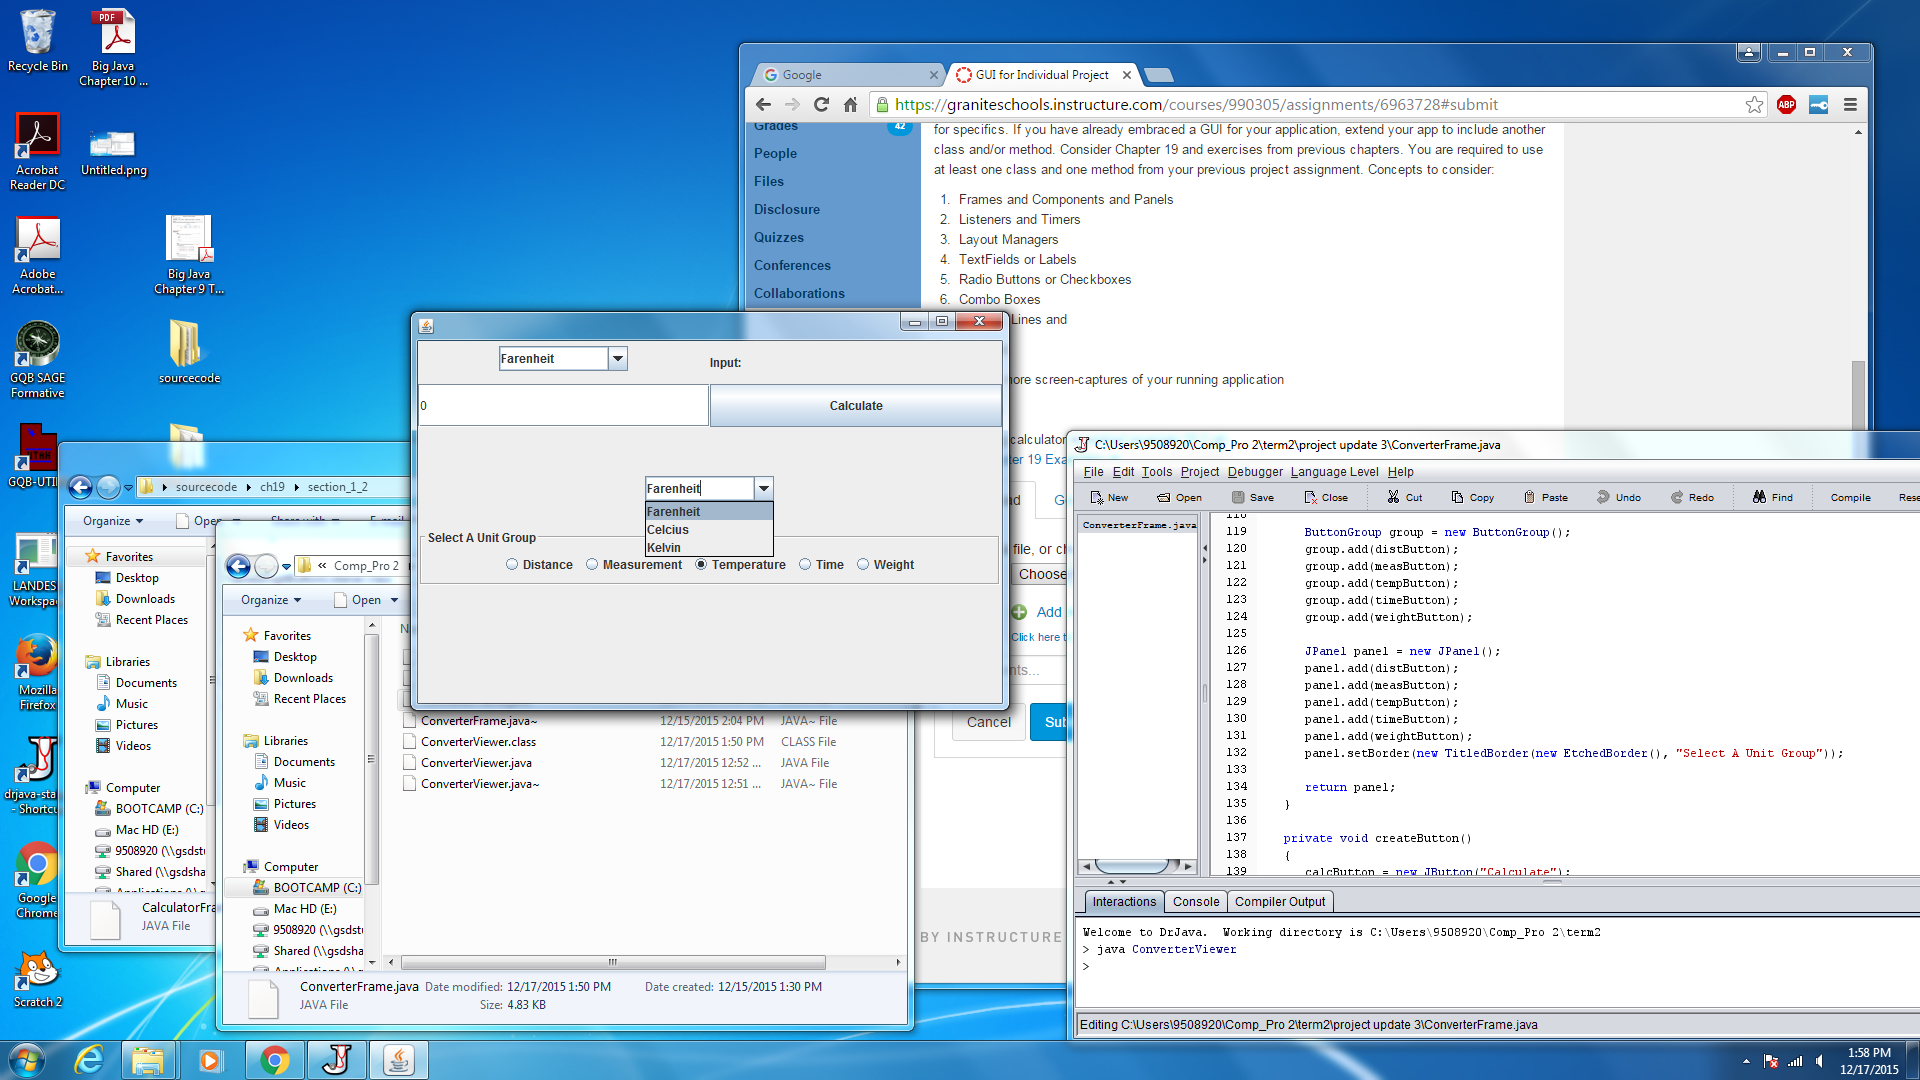 Recycle Bin
Big Java
Chapter 10 ...
Acrobat
Reader DC
Untitled.png
Adobe
Acrobat...
Big Java
Chapter 9 T...
GQB SAGE
Formative
sourcecode
GQB-UTI
LANDES
Workspa
Mozilla
Firefox
drjava-sta
- Shortcu
Google
Chrome
Scratch 2
Google
GUI for Individual Project
https://graniteschools.instructure.com/courses/990305/assignments/6963728#submit
ABP
Grades
42
People
Files
Disclosure
Quizzes
Conferences
Collaborations
for specifics. If you have already embraced a GUI for your application, extend your app to include another
class and/or method. Consider Chapter 19 and exercises from previous chapters. You are required to use
at least one class and one method from your previous project assignment. Concepts to consider:
1. Frames and Components and Panels
2. Listeners and Timers
3. Layout Managers
4. TextFields or Labels
5. Radio Buttons or Checkboxes
6. Combo Boxes
Lines and
ore screen-captures of your running application
calculator
er 19 Exa
ad
G
file, or ch
Choose
Add
Click here t
nts...
Cancel
Sub
BY INSTRUCTURE
Farenheit
Input:
0
Calculate
Farenheit
Farenheit
Celcius
Kelvin
Select A Unit Group
Distance
Measurement
Temperature
Time
Weight
sourcecode
ch19
section_1_2
Organize
Open
Share with
Favorites
Desktop
Downloads
Recent Places
Libraries
Documents
Music
Pictures
Videos
Computer
BOOTCAMP (C:)
Mac HD (E:)
9508920 (\\gsdstu
Shared (\\gsdsha
Applications (\\g
CalculatorFra
JAVA File
« Comp_Pro 2
Organize
Open
Favorites
Desktop
Downloads
Recent Places
Libraries
Documents
Music
Pictures
Videos
Computer
BOOTCAMP (C:)
Mac HD (E:)
9508920 (\\gsdst
Shared (\\gsdsha
N
ConverterFrame.java~ 12/15/2015 2:04 PM JAVA~ File
ConverterViewer.class 12/17/2015 1:50 PM CLASS File
ConverterViewer.java 12/17/2015 12:52 ... JAVA File
ConverterViewer.java~ 12/17/2015 12:51 ... JAVA~ File
ConverterFrame.java Date modified: 12/17/2015 1:50 PM Date created: 12/15/2015 1:30 PM
JAVA File Size: 4.83 KB
C:\Users\9508920\Comp_Pro 2\term2\project update 3\ConverterFrame.java
File Edit Tools Project Debugger Language Level Help
New Open Save Close Cut Copy Paste Undo Redo Find Compile Rese
ConverterFrame.java
118
119 ButtonGroup group = new ButtonGroup();
120 group.add(distButton);
121 group.add(measButton);
122 group.add(tempButton);
123 group.add(timeButton);
124 group.add(weightButton);
125
126 JPanel panel = new JPanel();
127 panel.add(distButton);
128 panel.add(measButton);
129 panel.add(tempButton);
130 panel.add(timeButton);
131 panel.add(weightButton);
132 panel.setBorder(new TitledBorder(new EtchedBorder(), "Select A Unit Group"));
133
134 return panel;
135 }
136
137 private void createButton()
138 {
139 calcButton = new JButton("Calculate");
Interactions
Console
Compiler Output
Welcome to DrJava. Working directory is C:\Users\9508920\Comp_Pro 2\term2
> java ConverterViewer
>
Editing C:\Users\9508920\Comp_Pro 2\term2\project update 3\ConverterFrame.java
1:58 PM
12/17/2015